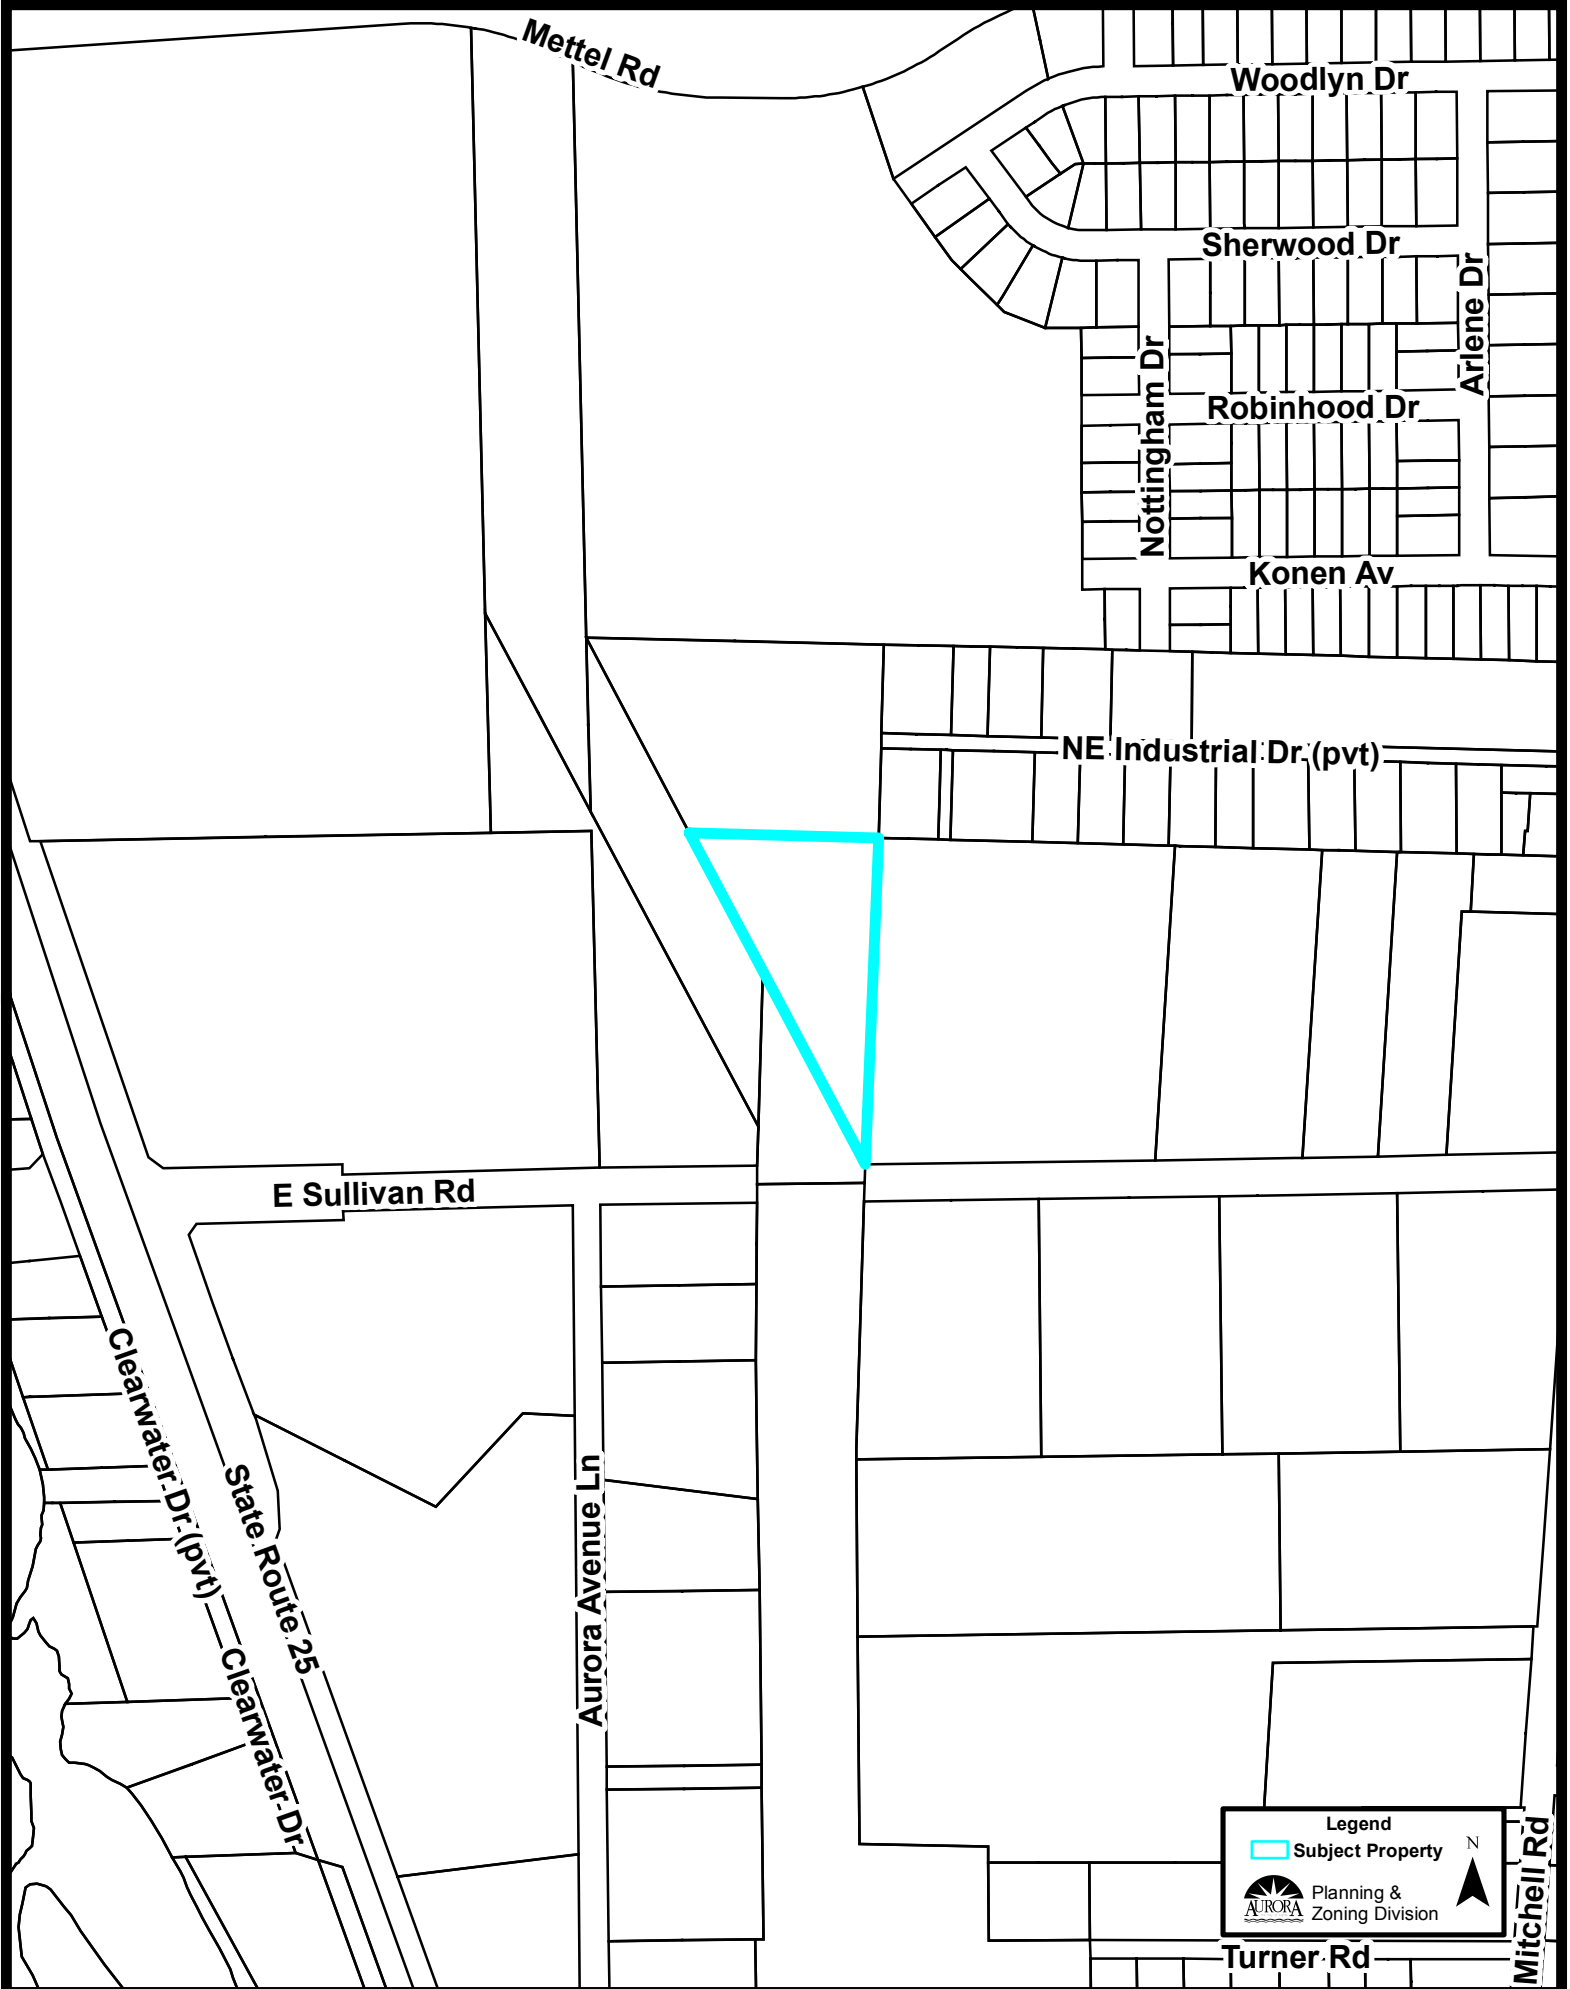 Mettel Rd
Woodlyn Dr
Sherwood Dr
Arlene Dr
Nottingham Dr
Robinhood Dr
Konen Av
NE Industrial Dr (pvt)
E Sullivan Rd
Clearwater Dr (pvt)
State Route 25
Aurora Avenue Ln
Clearwater Dr
Legend
Subject Property
N
AURORA
Planning &
Zoning Division
Mitchell Rd
Turner Rd